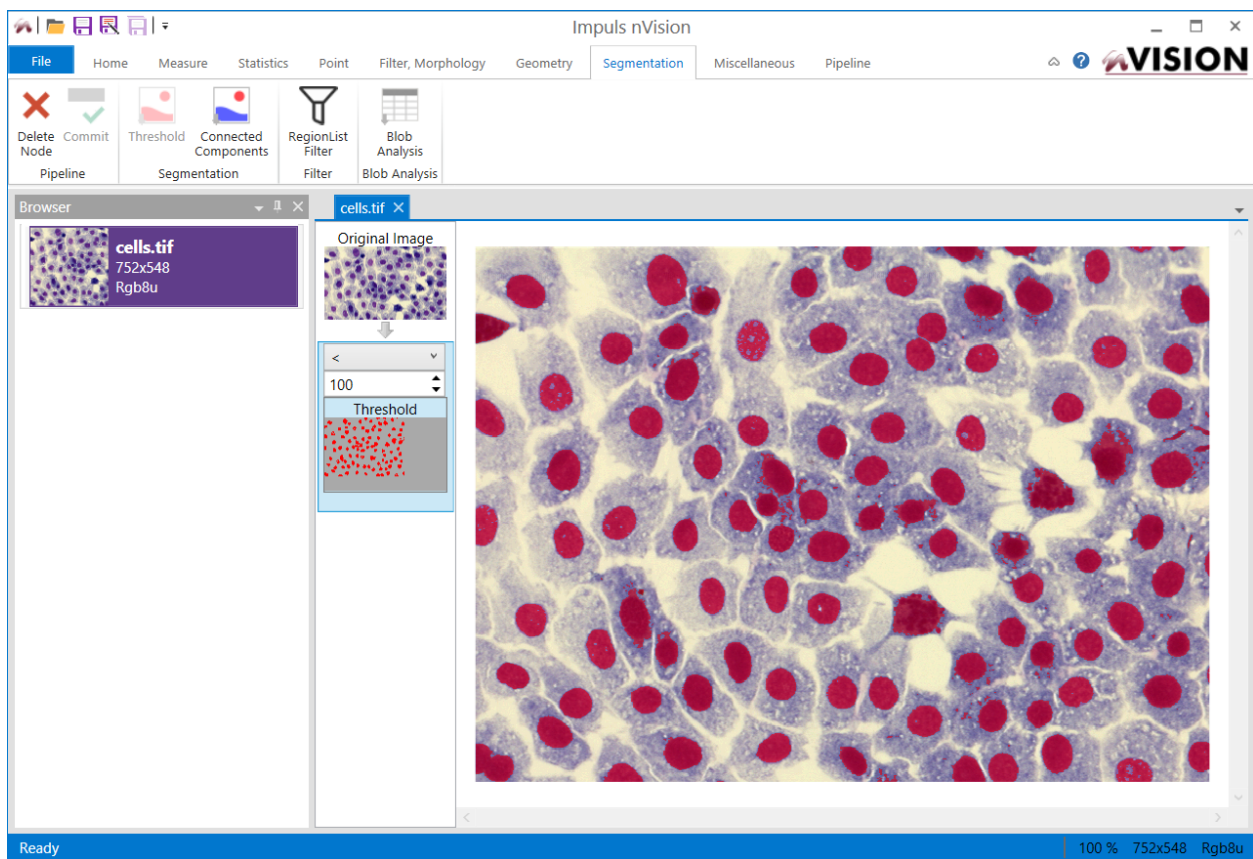 Impuls nVision
File Home Measure Statistics Point Filter, Morphology Geometry Segmentation Miscellaneous Pipeline
nVISION
Delete Node
Commit
Threshold
Connected Components
RegionList Filter
Blob Analysis
Pipeline Segmentation Filter Blob Analysis
Browser
cells.tif
752x548
Rgb8u
cells.tif
Original Image
<
100
Threshold
Ready 100 % 752x548 Rgb8u